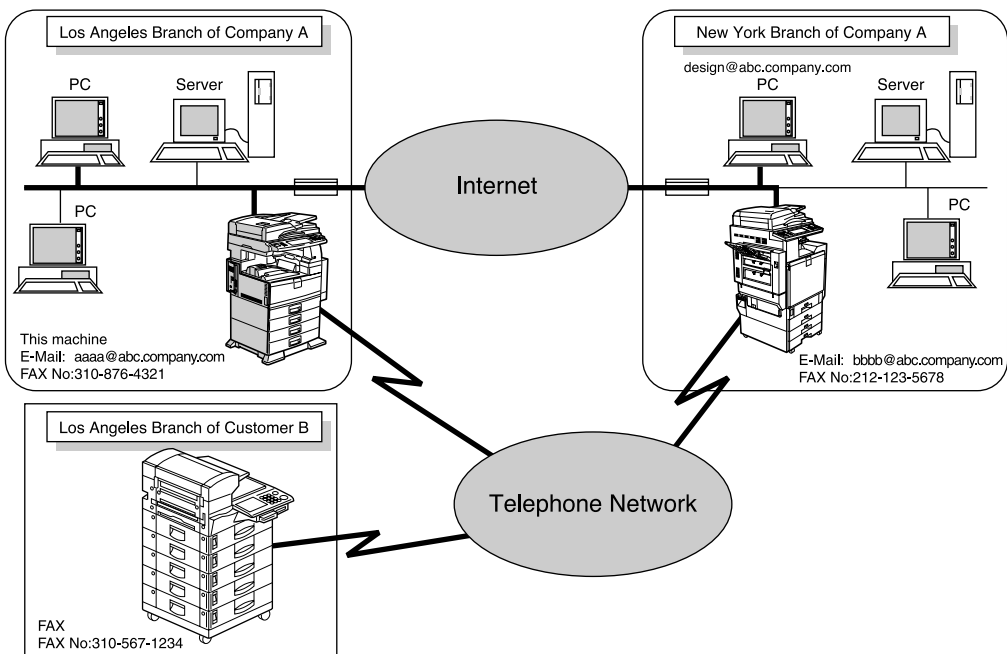 Los Angeles Branch of Company A
PC
Server
PC
This machine
E-Mail: aaaa@abc.company.com
FAX No:310-876-4321
Internet
New York Branch of Company A
design@abc.company.com
PC
Server
PC
E-Mail: bbbb@abc.company.com
FAX No:212-123-5678
Los Angeles Branch of Customer B
FAX
FAX No:310-567-1234
Telephone Network